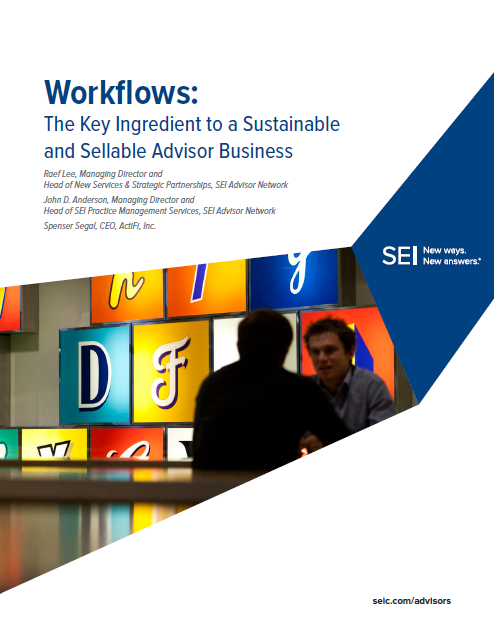 Workflows:
The Key Ingredient to a Sustainable
and Sellable Advisor Business
Raef Lee, Managing Director and
Head of New Services & Strategic Partnerships, SEI Advisor Network
John D. Anderson, Managing Director and
Head of SEI Practice Management Services, SEI Advisor Network
Spenser Segal, CEO, ActiFi, Inc.
SEI New ways.
New answers.®
h
y
D F
seic.com/advisors